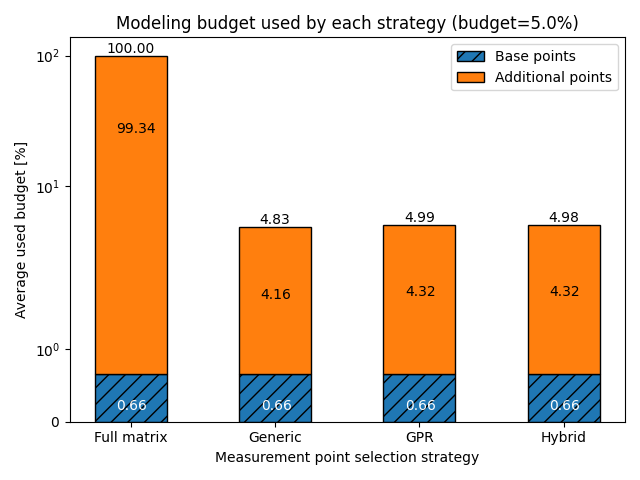 Modeling budget used by each strategy (budget=5.0%)
Average used budget [%]
10²
10¹
10⁰
0
Base points
Additional points
100.00
99.34
0.66
4.83
4.16
0.66
4.99
4.32
0.66
4.98
4.32
0.66
Full matrix
Generic
GPR
Hybrid
Measurement point selection strategy